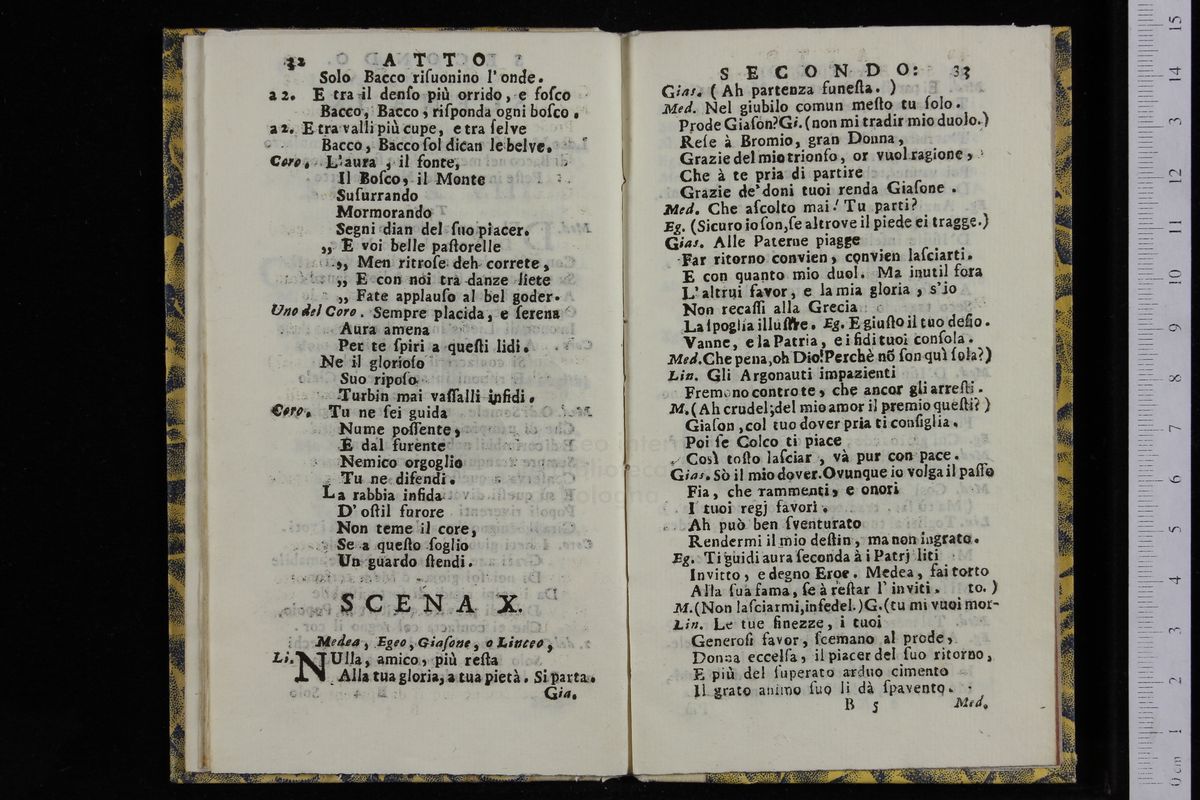 32 ATTO
Solo Bacco riſuonino l'onde.
a 2. E tra il denſo più orrido, e foſco
Bacco, Bacco, riſponda ogni boſco.
a 2. E tra valli più cupe, e tra ſelve
Bacco, Bacco ſol dican le belve.
Coro. L'aura, il fonte,
Il Boſco, il Monte
Suſurrando
Mormorando
Segni dian del ſuo piacer.
„ E voi belle paſtorelle
„ Men ritroſe deh correte,
„ E con noi tra danze liete
„ Fate applauſo al bel goder.
Uno del Coro. Sempre placida, e ſerena
Aura amena
Per te ſpiri a queſti lidi.
Ne il glorioſo
Suo ripoſo
Turbin mai vaſſalli infidi.
Coro. Tu ne ſei guida
Nume poſſente,
E dal furente
Nemico orgoglio
Tu ne difendi.
La rabbia infida
D' oſtil furore
Non teme il core,
Se a queſto ſoglio
Un guardo ſtendi.
SCENA X.
Medea, Egeo, Giaſone, o Linceo,
Li. NUlla, amico, più reſta
Alla tua gloria, a tua pietà. Si parta.
Gia.
SECONDO: 33
Gias. (Ah partenza funeſta. )
Med. Nel giubilo comun meſto tu ſolo.
Prode Giaſón? Gi. (non mi tradir mio duolo.)
Reſe à Bromio, gran Donna,
Grazie del mio trionfo, or vuol ragione,
Che à te pria di partire
Grazie de' doni tuoi renda Giaſone.
Med. Che aſcolto mai! Tu parti?
Eg. (Sicuro io ſon, ſe altrove il piede ei tragge.)
Gias. Alle Paterne piagge
Far ritorno convien, convien laſciarti.
E con quanto mio duol. Ma inutil fora
L'altrui favor, e la mia gloria, s'io
Non recaſſi alla Grecia
La ſpoglia illuſtre. Eg. E giuſto il tuo deſio.
Vanne, e la Patria, e i fidi tuoi conſola.
Med. Che pena, oh Dio! Perchè nõ ſon quì ſola?)
Lin. Gli Argonauti impazienti
Fremono contro te, che ancor gli arreſti.
M. (Ah crudel; del mio amor il premio queſti? )
Giaſon, col tuo dover pria ti conſiglia.
Poi ſe Colco ti piace
Così toſto laſciar, và pur con pace.
Gias. Sò il mio dover. Ovunque io volga il paſſo
Fia, che rammenti, e onori
I tuoi regj favori.
Ah può ben ſventurato
Rendermi il mio deſtin, ma non ingrato.
Eg. Ti guidi aura ſeconda à i Patrj liti
Invitto, e degno Eroe. Medea, fai torto
Alla ſua fama, ſe à reſtar l'inviti. to. )
M. (Non laſciarmi, infedel.) G. (tu mi vuoi mor-
Lin. Le tue finezze, i tuoi
Generoſi favor, ſcemano al prode,
Donna eccelſa, il piacer del ſuo ritorno,
E più del ſuperato arduo cimento
Il grato animo ſuo li dà ſpavento.
B 5 Med.